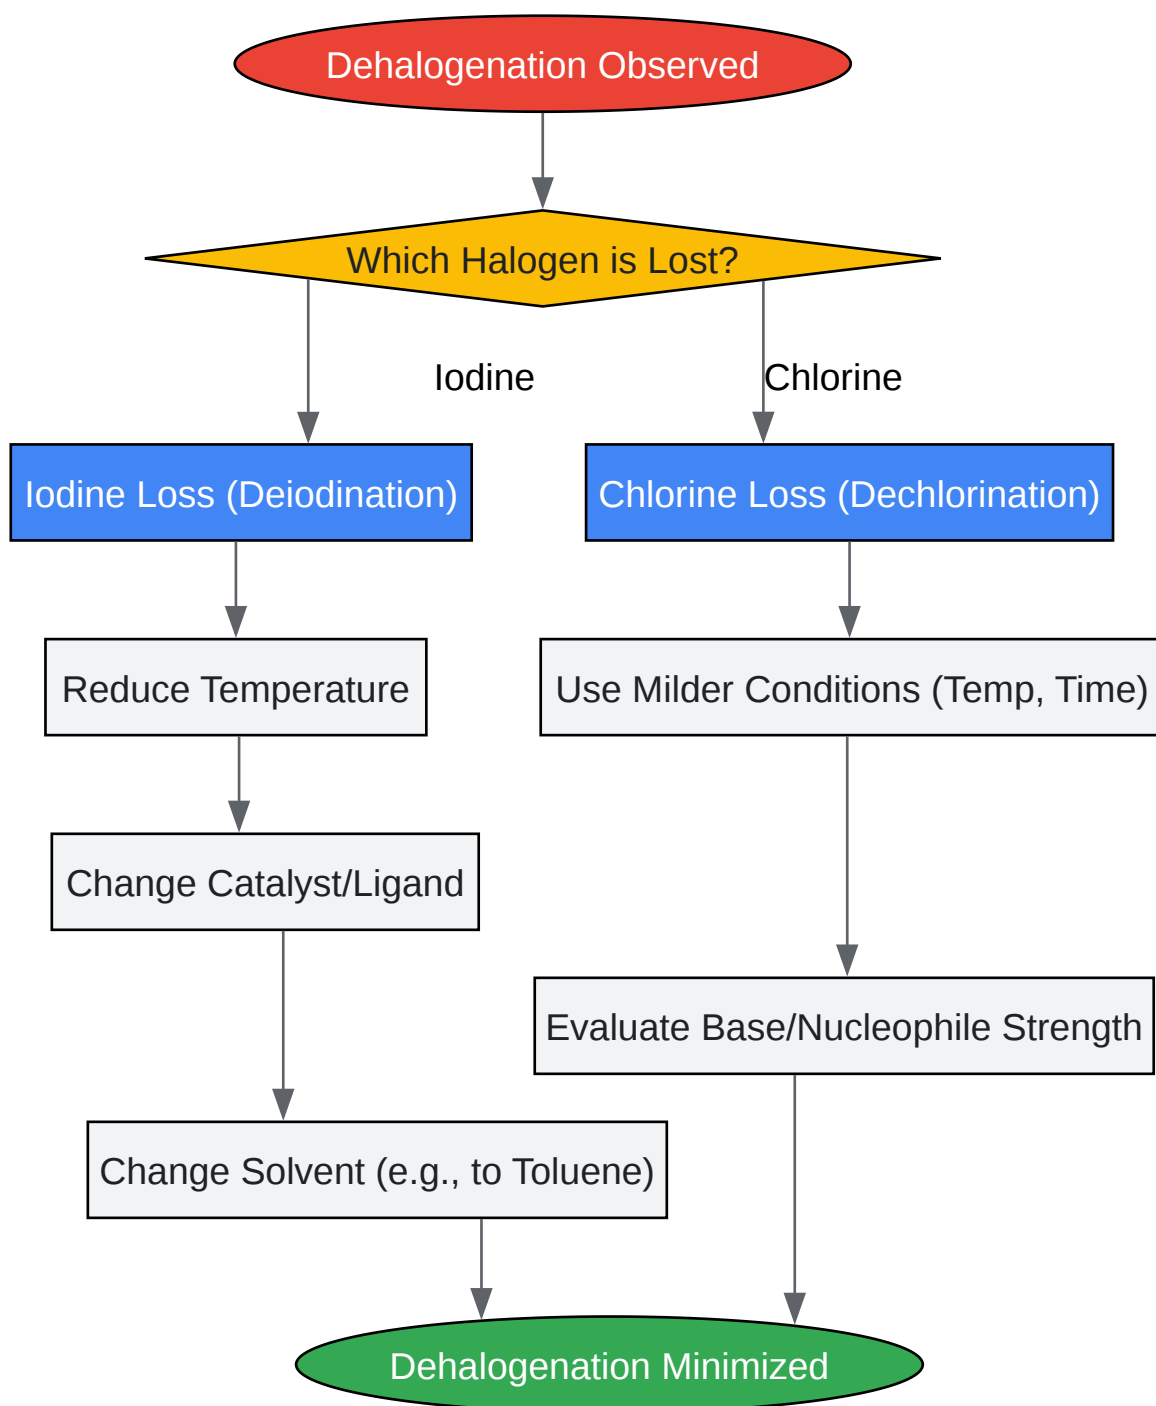 Dehalogenation Observed
Which Halogen is Lost?
Iodine
Chlorine
Iodine Loss (Deiodination)
Chlorine Loss (Dechlorination)
Reduce Temperature
Use Milder Conditions (Temp, Time)
Change Catalyst/Ligand
Evaluate Base/Nucleophile Strength
Change Solvent (e.g., to Toluene)
Dehalogenation Minimized